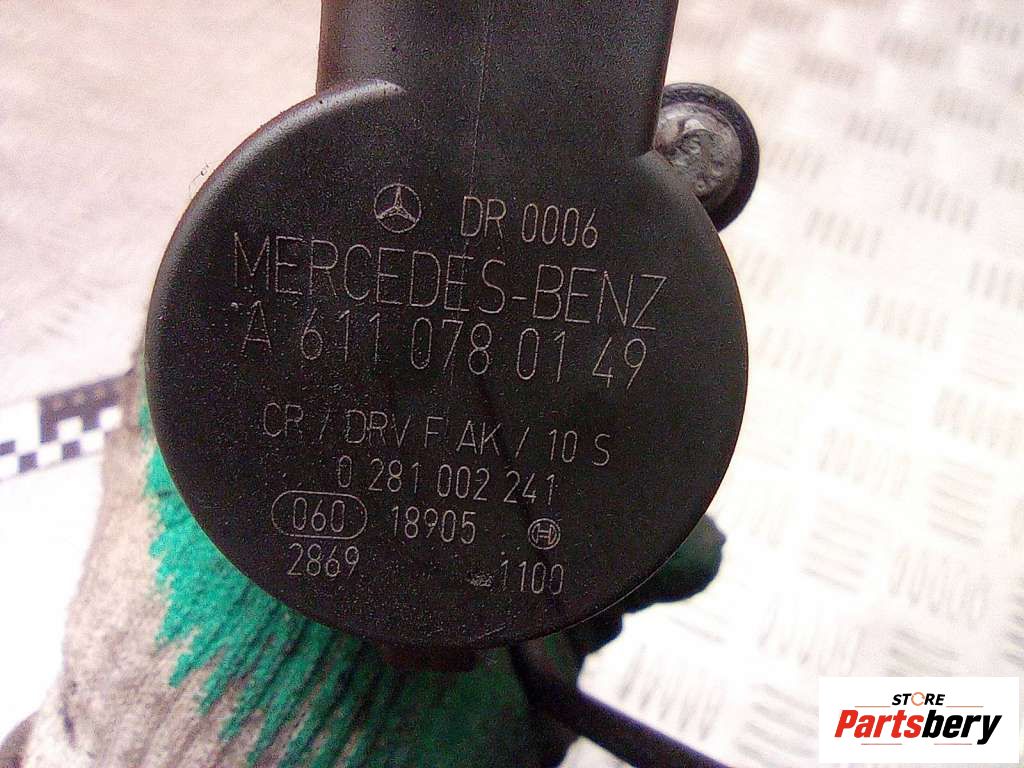 DR 0006
MERCEDES-BENZ
A 611 078 01 49
CR / DRV F AK / 10 S
0 281 002 241
060 18905
2869 1100
STORE
Partsbery